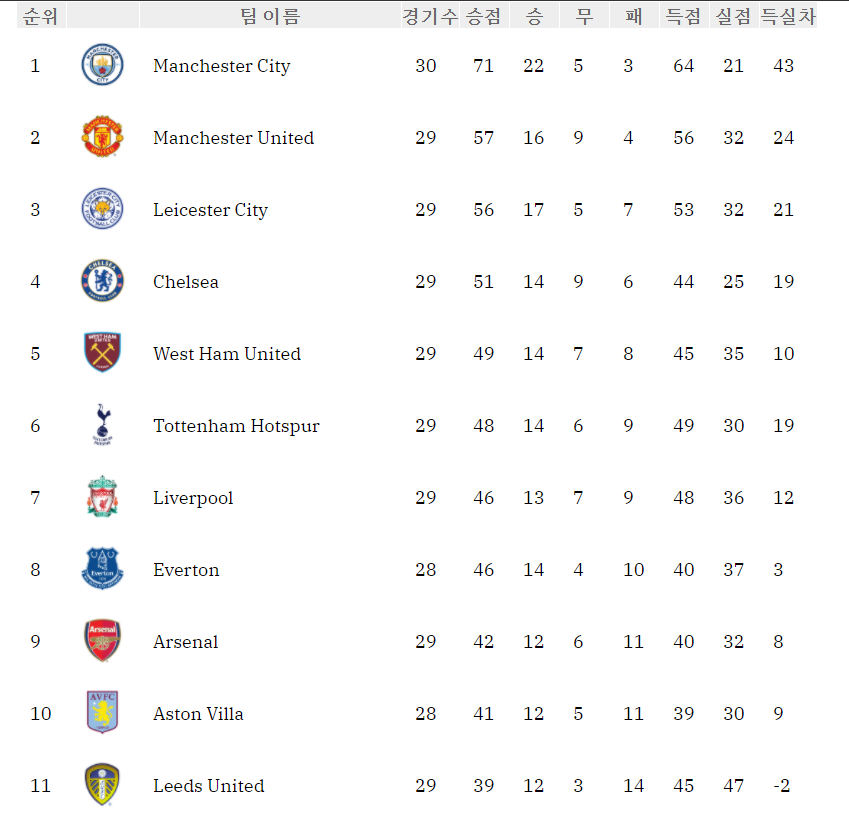 순위 팀 이름 경기수 승점 승 무 패 득점 실점 득실차
1 Manchester City 30 71 22 5 3 64 21 43
2 Manchester United 29 57 16 9 4 56 32 24
3 Leicester City 29 56 17 5 7 53 32 21
4 Chelsea 29 51 14 9 6 44 25 19
5 West Ham United 29 49 14 7 8 45 35 10
6 Tottenham Hotspur 29 48 14 6 9 49 30 19
7 Liverpool 29 46 13 7 9 48 36 12
8 Everton 28 46 14 4 10 40 37 3
9 Arsenal 29 42 12 6 11 40 32 8
10 Aston Villa 28 41 12 5 11 39 30 9
11 Leeds United 29 39 12 3 14 45 47 -2